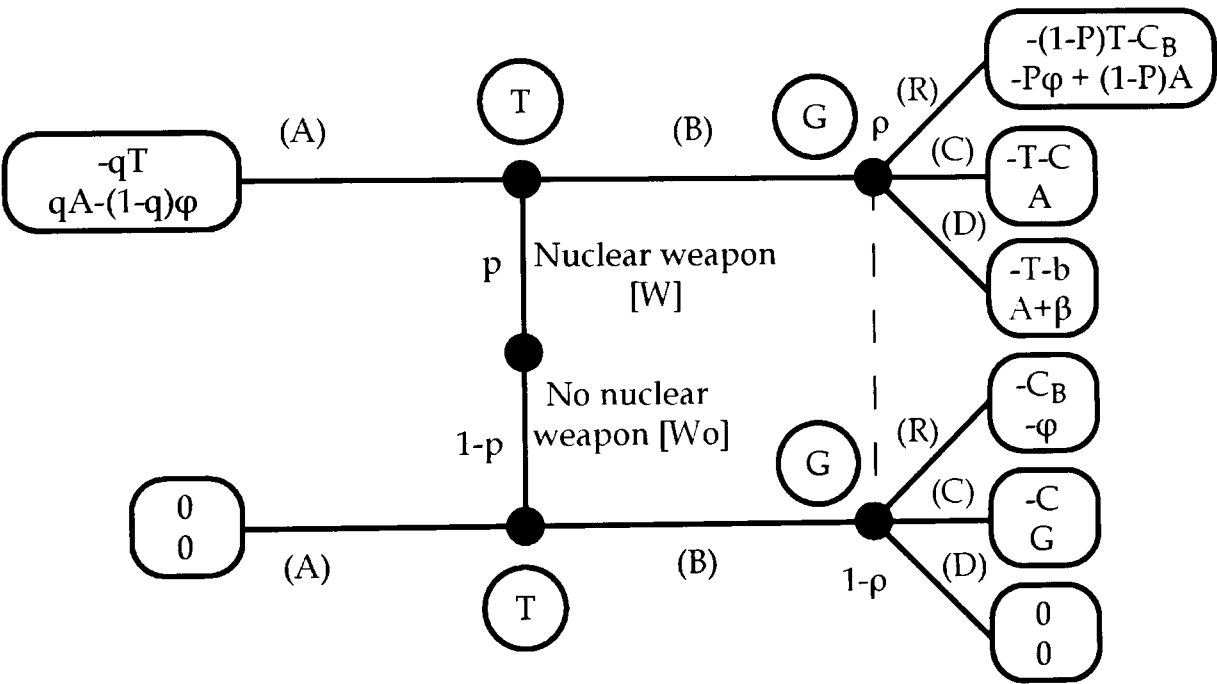 -(1-P)T-C_B
-Pφ + (1-P)A
T
G
(A)
(B)
ρ
(R)
-qT
qA-(1-q)φ
(C)
-T-C
A
(D)
p
Nuclear weapon
[W]
-T-b
A+β
No nuclear
weapon [Wo]
-C_B
-φ
1-p
G
(R)
(C)
-C
G
0
0
(A)
(B)
(D)
1-ρ
T
0
0